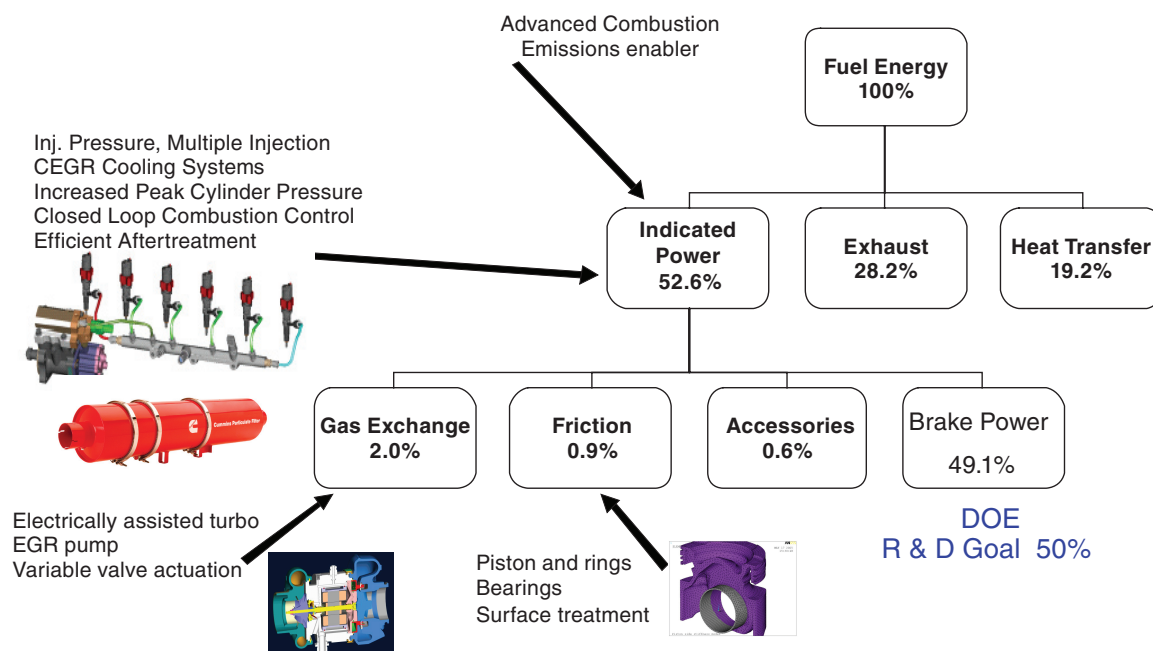 Advanced Combustion
Emissions enabler
Fuel Energy
100%
Inj. Pressure, Multiple Injection
CEGR Cooling Systems
Increased Peak Cylinder Pressure
Closed Loop Combustion Control
Efficient Aftertreatment
Indicated
Power
52.6%
Exhaust
28.2%
Heat Transfer
19.2%
Cummins Particulate Filter
Gas Exchange
2.0%
Friction
0.9%
Accessories
0.6%
Brake Power
49.1%
DOE
R & D Goal 50%
Electrically assisted turbo
EGR pump
Variable valve actuation
Piston and rings
Bearings
Surface treatment